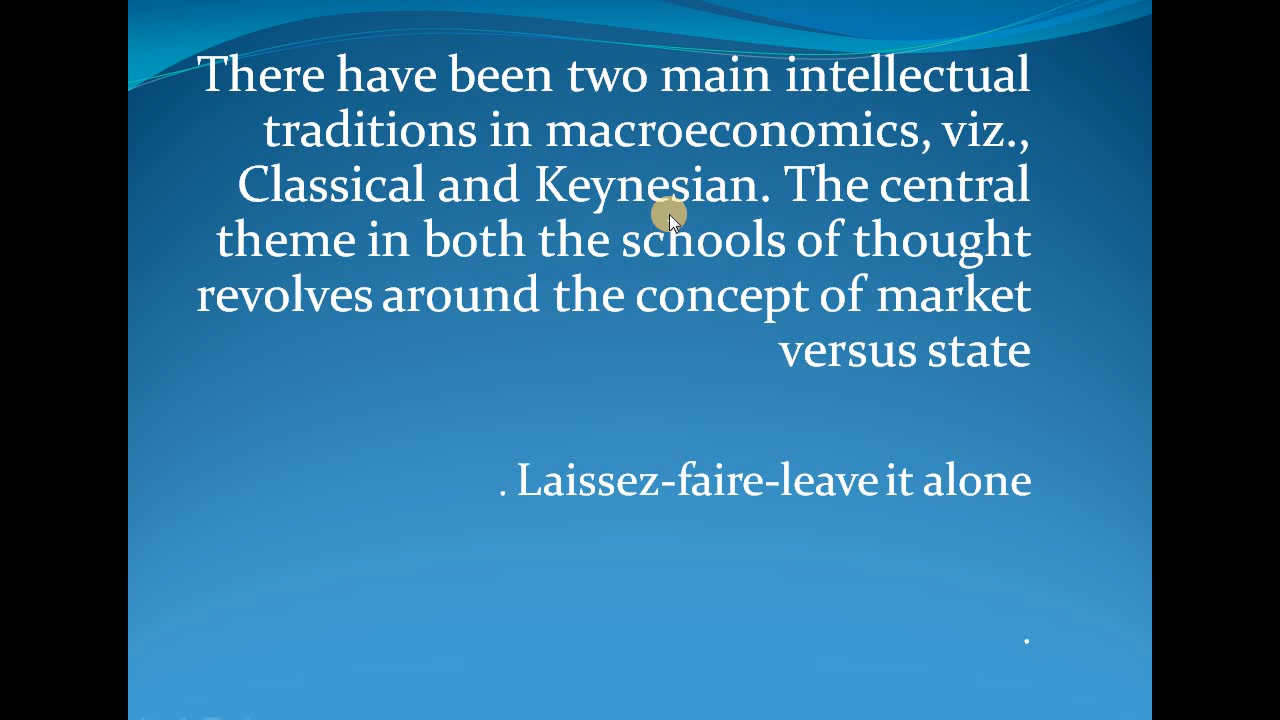 There have been two main intellectual
traditions in macroeconomics, viz.,
Classical and Keynesian. The central
theme in both the schools of thought
revolves around the concept of market
versus state
. Laissez-faire-leave it alone
.